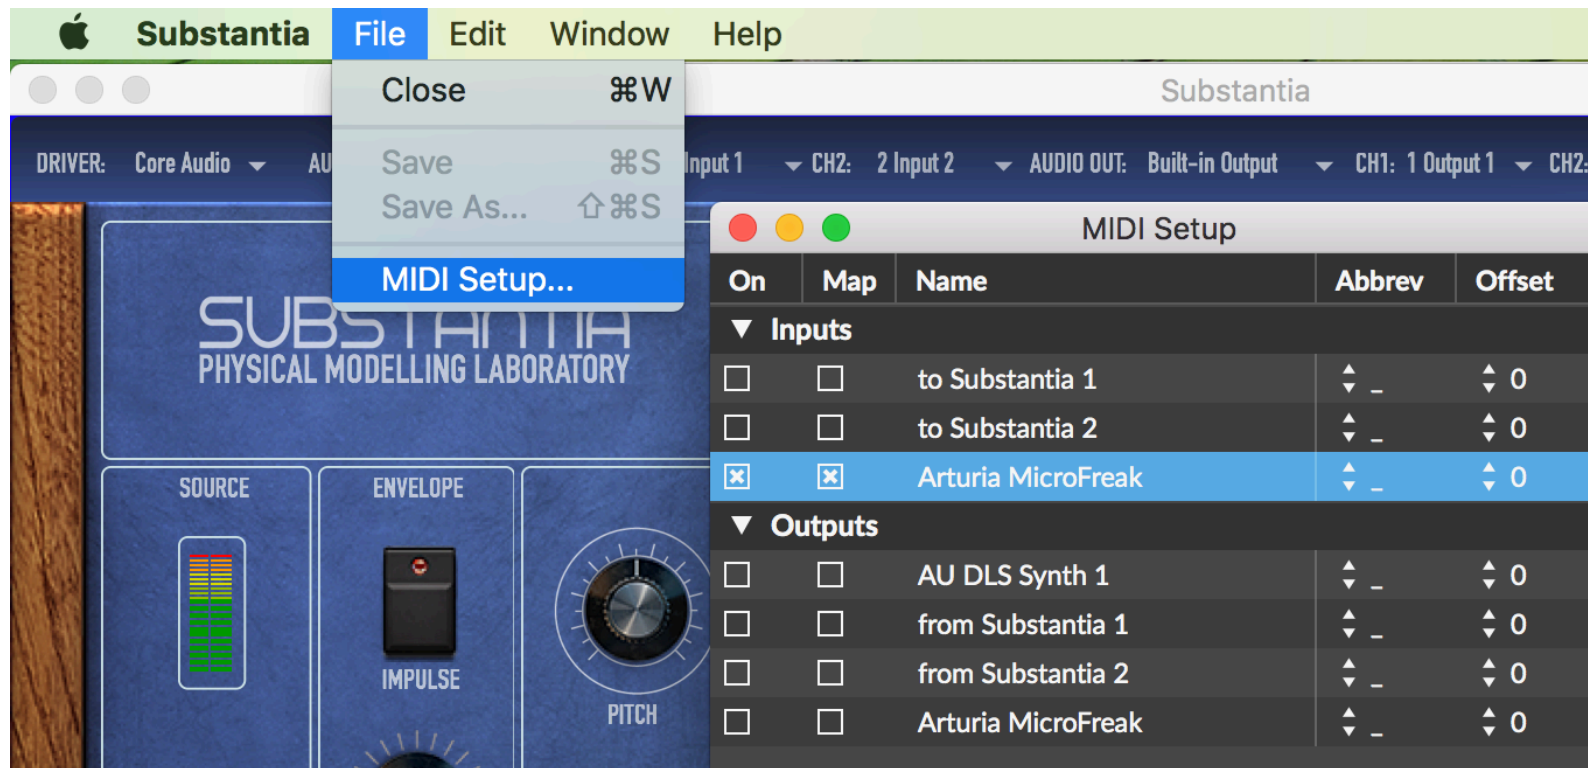 Substantia File Edit Window Help
Close ⌘W
Substantia
Save ⌘S
Save As... ⇧⌘S
MIDI Setup...
DRIVER: Core Audio AU
Input 1 CH2: 2 Input 2 AUDIO OUT: Built-in Output CH1: 1 Output 1 CH2:
MIDI Setup
On Map Name Abbrev Offset
▼ Inputs
to Substantia 1 _ 0
to Substantia 2 _ 0
Arturia MicroFreak _ 0
▼ Outputs
AU DLS Synth 1 _ 0
from Substantia 1 _ 0
from Substantia 2 _ 0
Arturia MicroFreak _ 0
SUBSTANTIA
PHYSICAL MODELLING LABORATORY
SOURCE
ENVELOPE
IMPULSE
PITCH